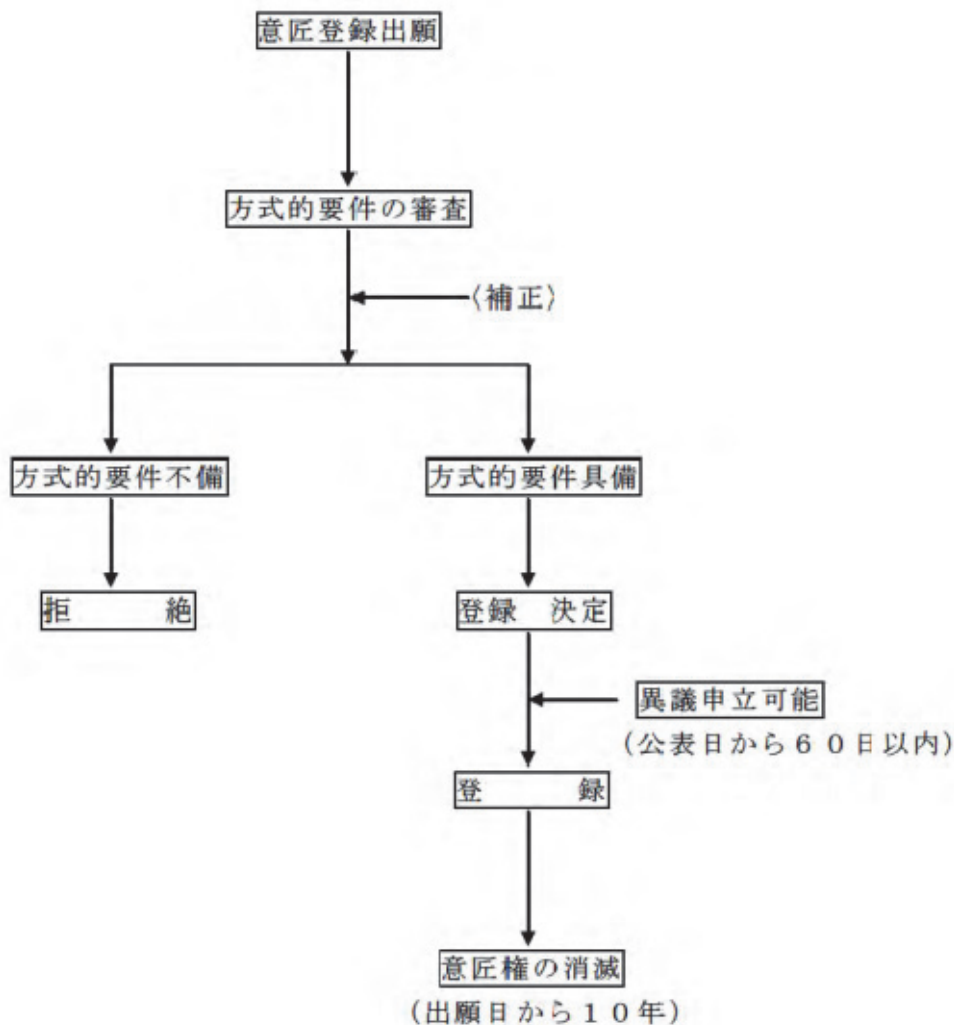 意匠登録出願
方式的要件の審査
〈補正〉
方式的要件不備
方式的要件具備
拒　　絶
登録　決定
異議申立可能
（公表日から６０日以内）
登　　録
意匠権の消滅
（出願日から１０年）